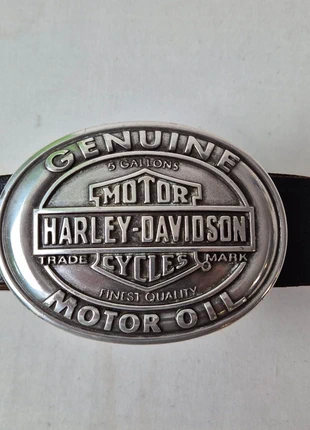 GENUINE
5 GALLONS
MOTOR
HARLEY-DAVIDSON
TRADE MARK
CYCLES
FINEST QUALITY
MOTOR OIL